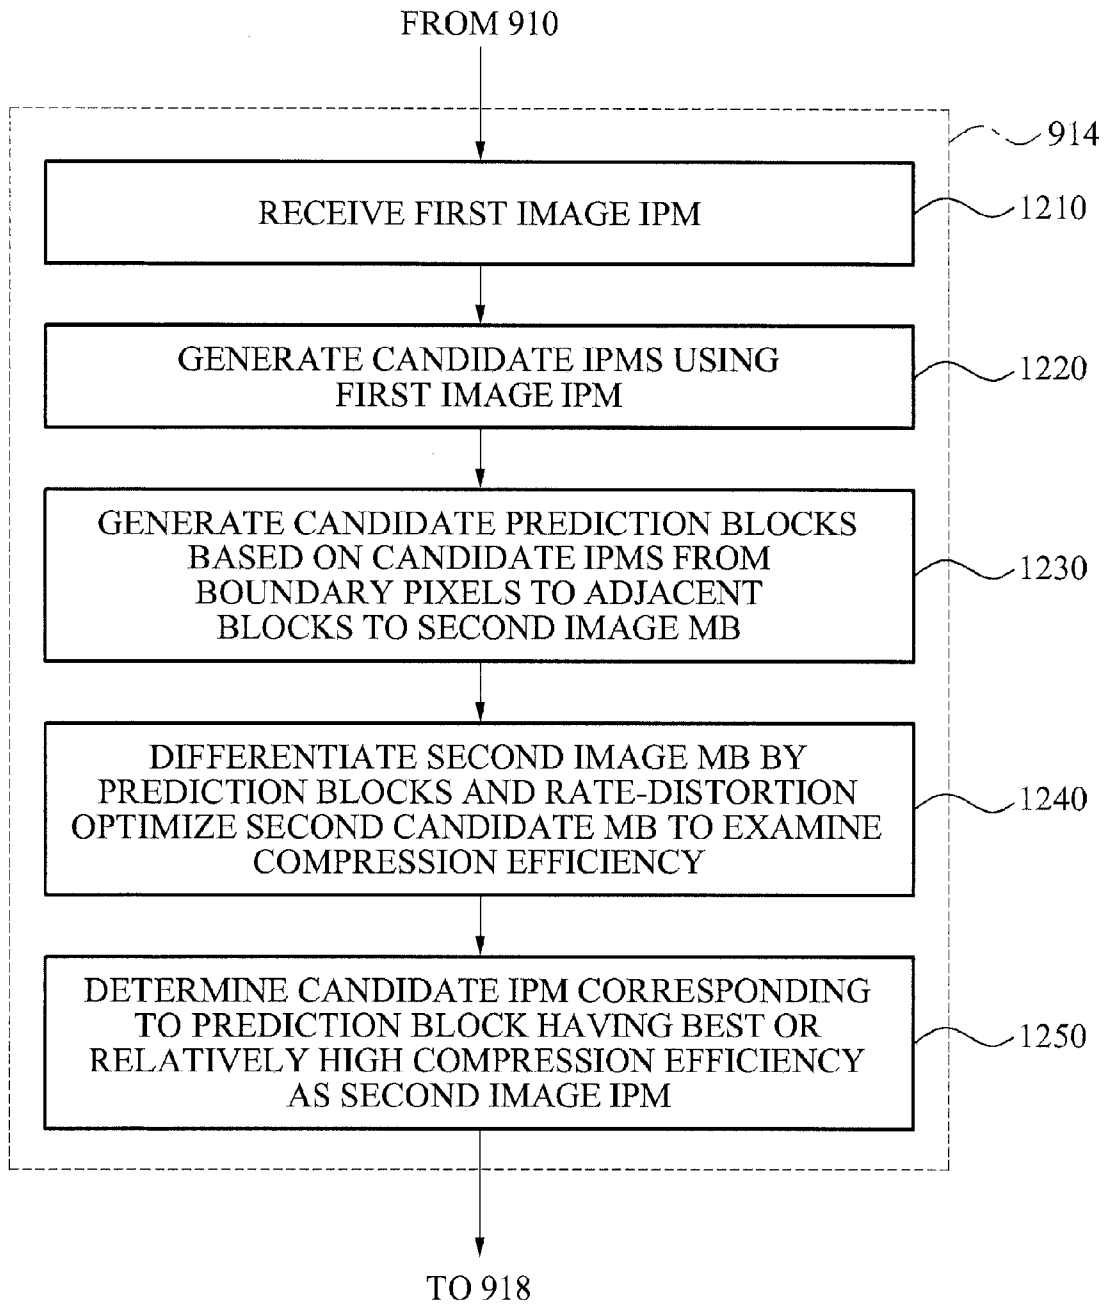 FROM 910
914
RECEIVE FIRST IMAGE IPM
1210
GENERATE CANDIDATE IPMS USING
FIRST IMAGE IPM
1220
GENERATE CANDIDATE PREDICTION BLOCKS
BASED ON CANDIDATE IPMS FROM
BOUNDARY PIXELS TO ADJACENT
BLOCKS TO SECOND IMAGE MB
1230
DIFFERENTIATE SECOND IMAGE MB BY
PREDICTION BLOCKS AND RATE-DISTORTION
OPTIMIZE SECOND CANDIDATE MB TO EXAMINE
COMPRESSION EFFICIENCY
1240
DETERMINE CANDIDATE IPM CORRESPONDING
TO PREDICTION BLOCK HAVING BEST OR
RELATIVELY HIGH COMPRESSION EFFICIENCY
AS SECOND IMAGE IPM
1250
TO 918